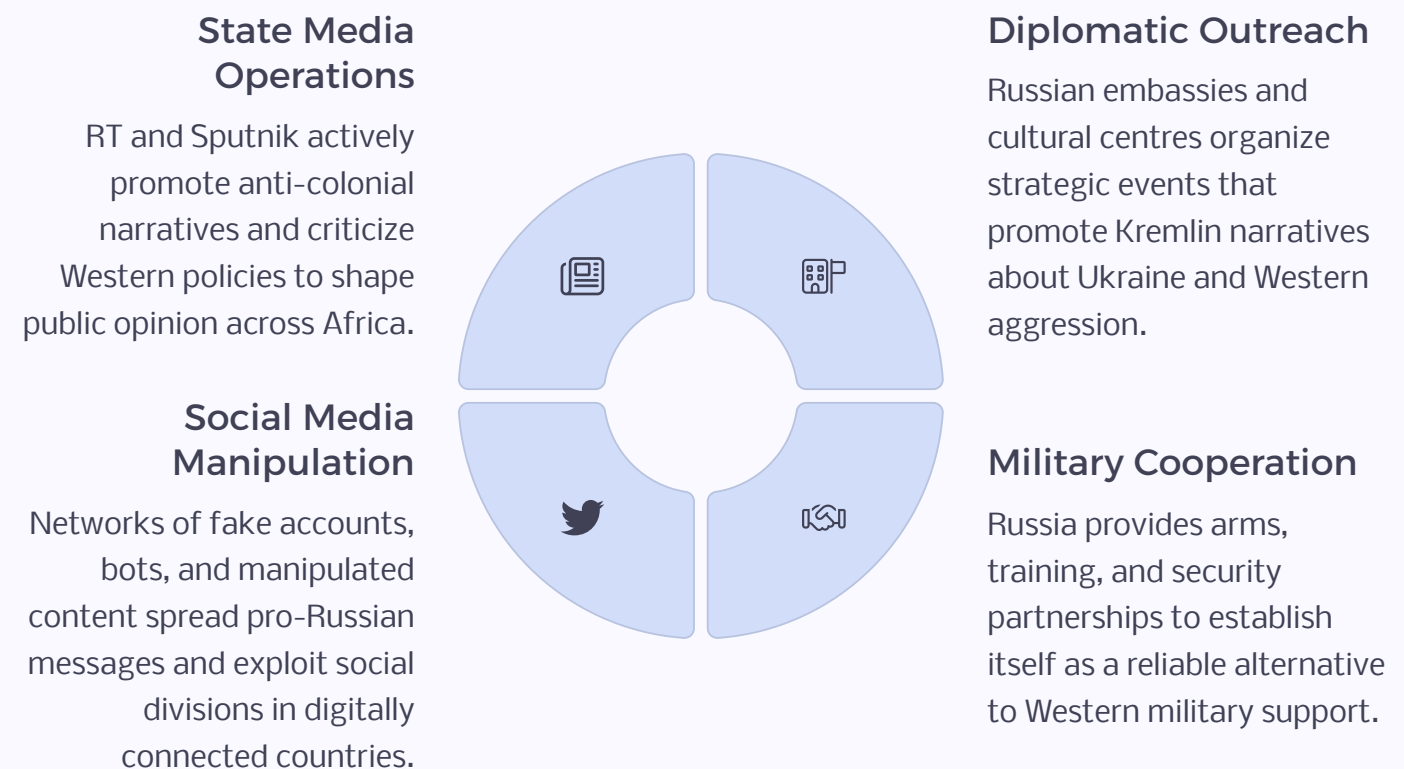 State Media
Operations
RT and Sputnik actively
promote anti-colonial
narratives and criticize
Western policies to shape
public opinion across Africa.
Diplomatic Outreach
Russian embassies and
cultural centres organize
strategic events that
promote Kremlin narratives
about Ukraine and Western
aggression.
Social Media
Manipulation
Networks of fake accounts,
bots, and manipulated
content spread pro-Russian
messages and exploit social
divisions in digitally
connected countries.
Military Cooperation
Russia provides arms,
training, and security
partnerships to establish
itself as a reliable alternative
to Western military support.